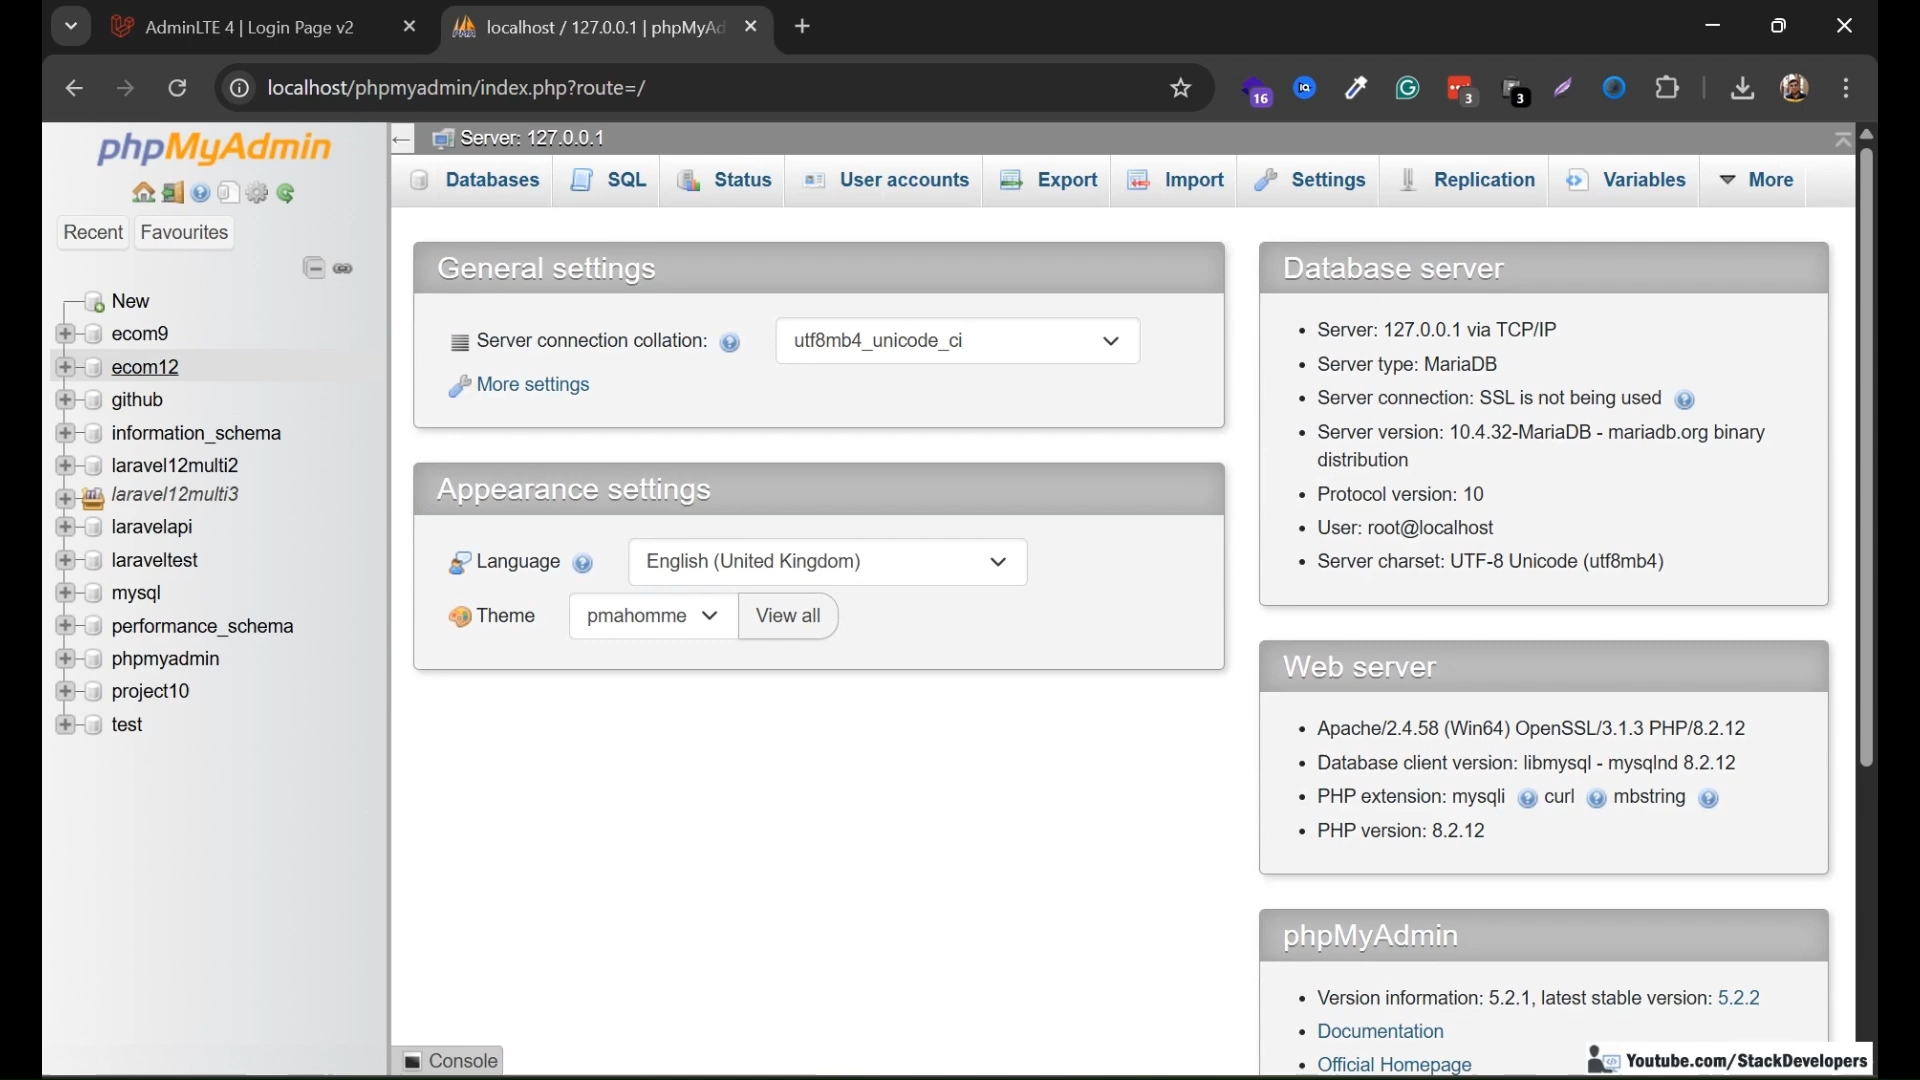 AdminLTE 4 | Login Page v2
localhost / 127.0.0.1 | phpMyAd
localhost/phpmyadmin/index.php?route=/
16
3
3
phpMyAdmin
Recent
Favourites
New
ecom9
ecom12
github
information_schema
laravel12multi2
laravel12multi3
laravelapi
laraveltest
mysql
performance_schema
phpmyadmin
project10
test
Server: 127.0.0.1
Databases
SQL
Status
User accounts
Export
Import
Settings
Replication
Variables
More
General settings
Server connection collation:
utf8mb4_unicode_ci
More settings
Appearance settings
Language
English (United Kingdom)
Theme
pmahomme
View all
Database server
Server: 127.0.0.1 via TCP/IP
Server type: MariaDB
Server connection: SSL is not being used
Server version: 10.4.32-MariaDB - mariadb.org binary
distribution
Protocol version: 10
User: root@localhost
Server charset: UTF-8 Unicode (utf8mb4)
Web server
Apache/2.4.58 (Win64) OpenSSL/3.1.3 PHP/8.2.12
Database client version: libmysql - mysqlnd 8.2.12
PHP extension: mysqli curl mbstring
PHP version: 8.2.12
phpMyAdmin
Version information: 5.2.1, latest stable version: 5.2.2
Documentation
Official Homepage
Console
Youtube.com/StackDevelopers